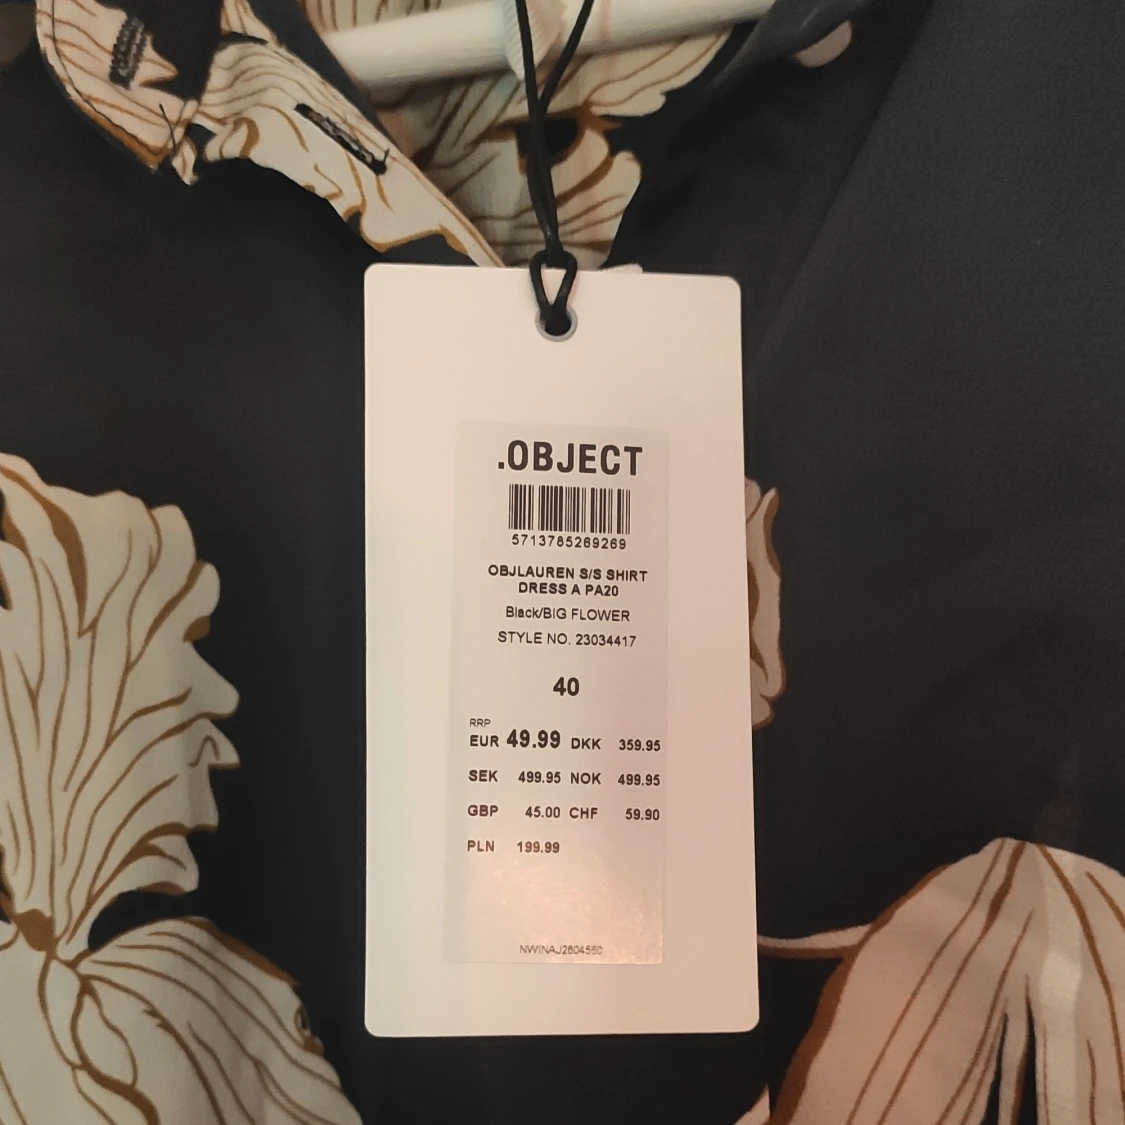 .OBJECT
5713785269269
OBJLAUREN S/S SHIRT
DRESS A PA20
Black/BIG FLOWER
STYLE NO. 23034417
40
RRP
EUR 49.99 DKK 359.95
SEK 499.95 NOK 499.95
GBP 45.00 CHF 59.90
PLN 199.99